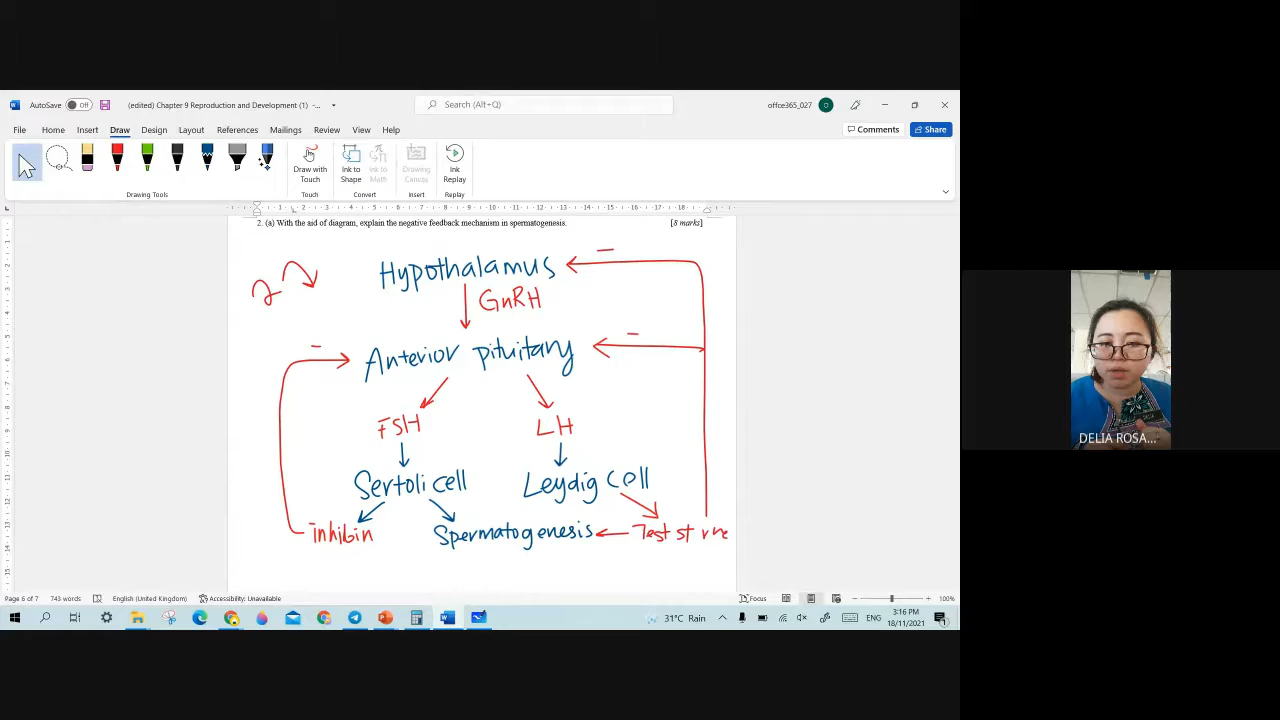 AutoSave Off (edited) Chapter 9 Reproduction and Development (1) -... Search (Alt+Q) offce365_027 O
File Home Insert Draw Design Layout References Mailings Review View Help Comments Share
Draw with Touch Ink to Shape Ink to Math Drawing Canvas Ink Replay
Drawing Tools Touch Convert Insert Replay
2. (a) With the aid of diagram, explain the negative feedback mechanism in spermatogenesis. [8 marks]
Hypothalamus −
GnRH
− Anterior pituitary −
FSH LH
Sertoli cell Leydig cell
inhibin Spermatogenesis
DELIA ROSA...
Page 6 of 7 743 words English (United Kingdom) Accessibility: Unavailable Focus 100%
31°C Rain ENG 3:16 PM
18/11/2021